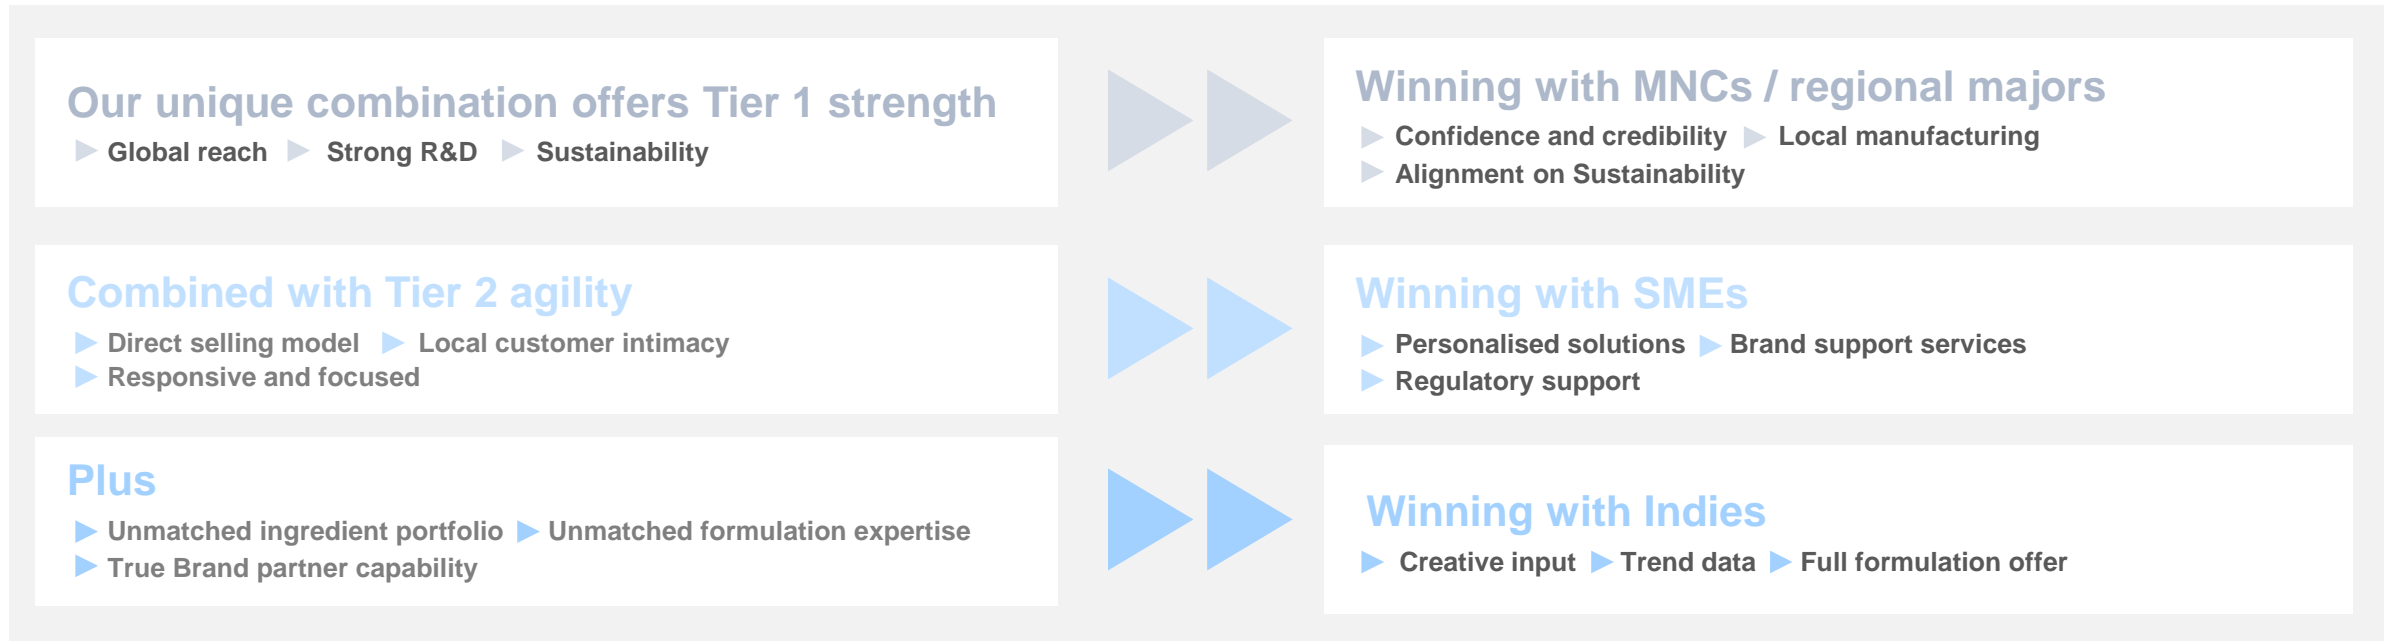 Our unique combination offers Tier 1 strength
Global reach Strong R&D Sustainability
Winning with MNCs / regional majors
Confidence and credibility Local manufacturing
Alignment on Sustainability
Combined with Tier 2 agility
Direct selling model Local customer intimacy
Responsive and focused
Winning with SMEs
Personalised solutions Brand support services
Regulatory support
Plus
Unmatched ingredient portfolio Unmatched formulation expertise
True Brand partner capability
Winning with Indies
Creative input Trend data Full formulation offer